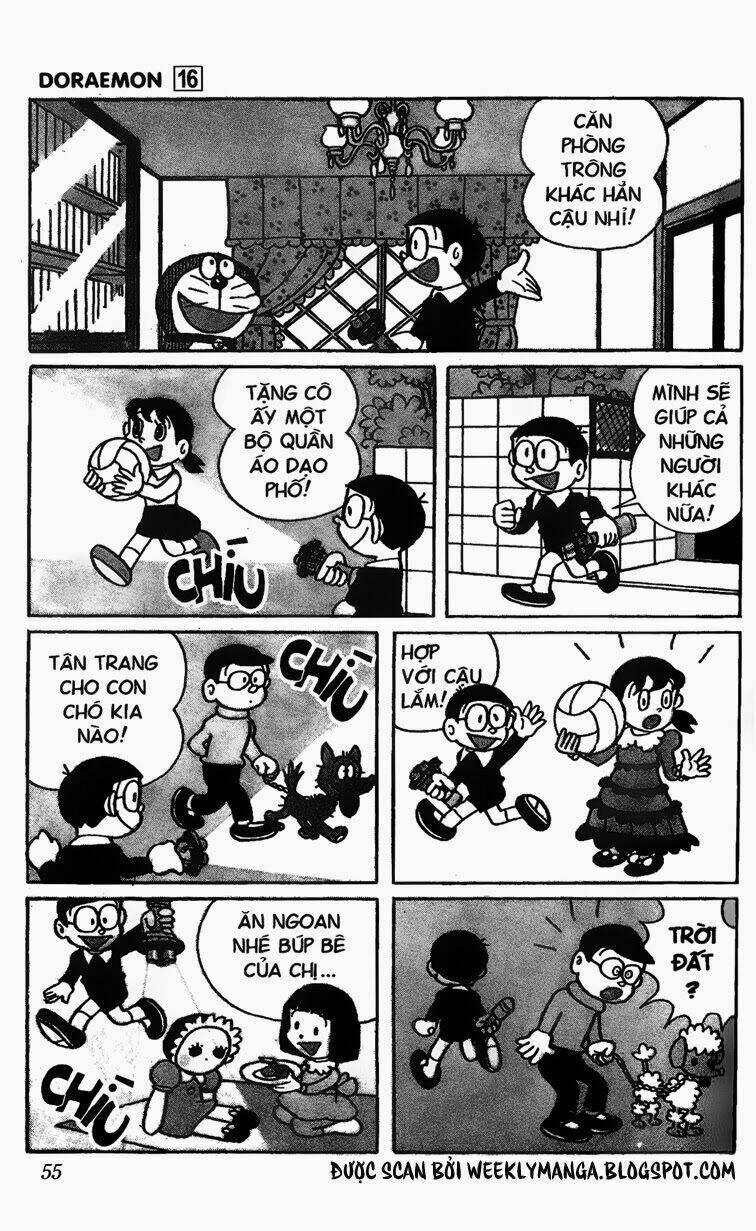 DORAEMON 16
CĂN
PHÒNG
TRÔNG
KHÁC HẲN
CẬU NHỈ!
MÌNH SẼ
GIÚP CẢ
NHỮNG
NGƯỜI
KHÁC
NỮA!
TẶNG CÔ
ẤY MỘT
BỘ QUẦN
ÁO DẠO
PHỐ!
CHÍU
HỢP
VỚI CẬU
LẮM!
TÂN TRANG
CHO CON
CHÓ KIA
NÀO!
CHÍU
TRỜI
ĐẤT
?
ĂN NGOAN
NHÉ BÚP BÊ
CỦA CHỊ...
CHÍU
55
ĐƯỢC SCAN BỞI WEEKLYMANGA.BLOGSPOT.COM